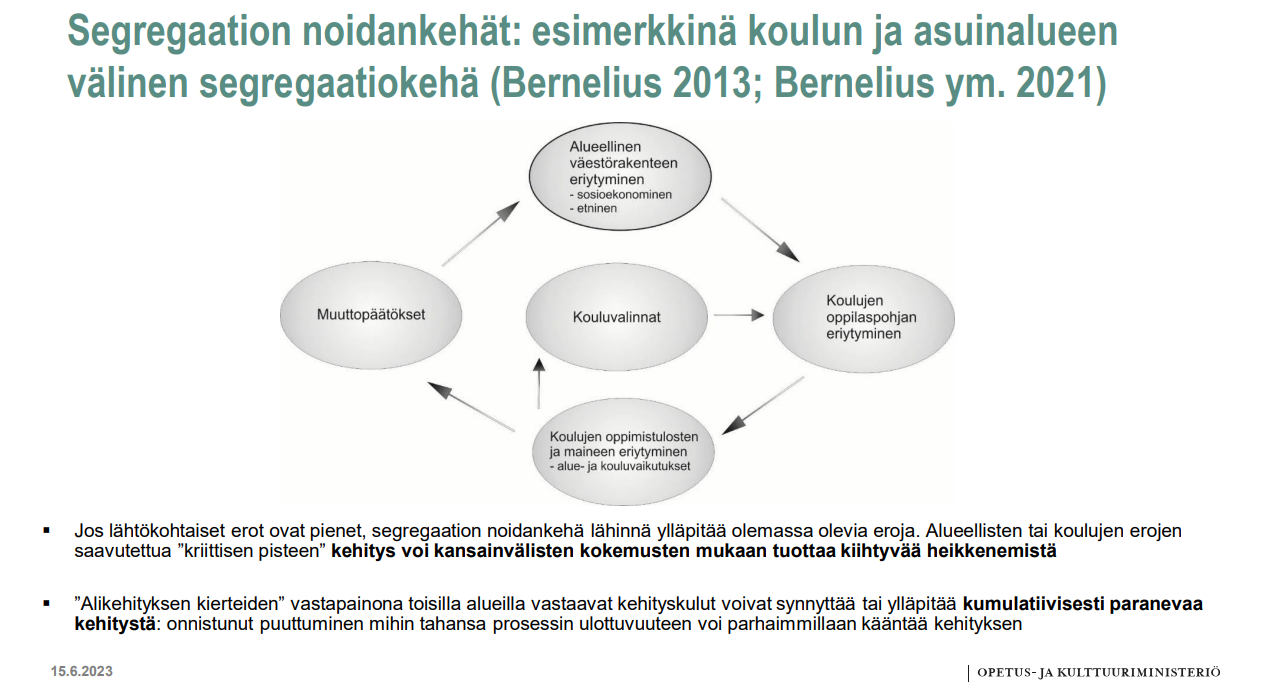 Segregaation noidankehät: esimerkkinä koulun ja asuinalueen
välinen segregaatiokehä (Bernelius 2013; Bernelius ym. 2021)
Alueellinen
väestörakenteen
eriytyminen
- sosioekonominen
- etninen
Muuttopäätökset
Kouluvalinnat
Koulujen
oppilaspohjan
eriytyminen
Koulujen oppimistulosten
ja maineen eriytyminen
- alue- ja kouluvaikutukset
▪ Jos lähtökohtaiset erot ovat pienet, segregaation noidankehä lähinnä ylläpitää olemassa olevia eroja. Alueellisten tai koulujen erojen
saavutettua ”kriittisen pisteen” kehitys voi kansainvälisten kokemusten mukaan tuottaa kiihtyvää heikkenemistä
▪ ”Alikehityksen kierteiden” vastapainona toisilla alueilla vastaavat kehityskulut voivat synnyttää tai ylläpitää kumulatiivisesti paranevaa
kehitystä: onnistunut puuttuminen mihin tahansa prosessin ulottuvuuteen voi parhaimmillaan kääntää kehityksen
15.6.2023
OPETUS- JA KULTTUURIMINISTERIÖ